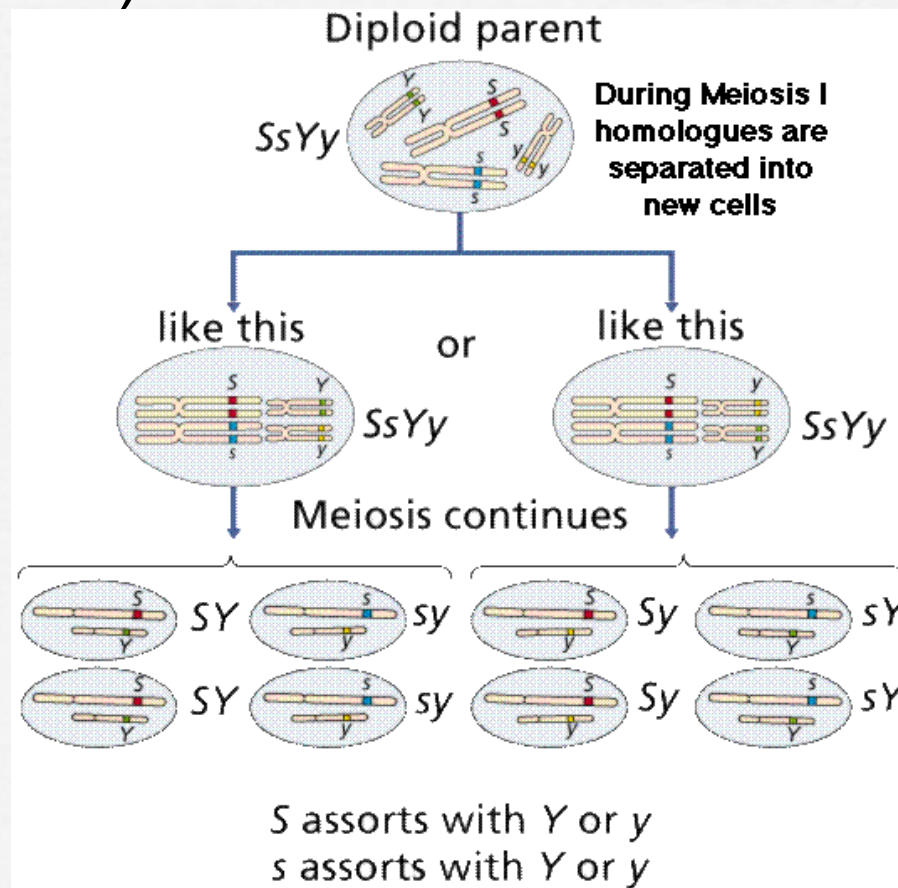 Diploid parent
SsYy
Y
Y
S
S
y
y
s
s
During Meiosis I
homologues are
separated into
new cells
like this
or
like this
S
Y
s
y
SsYy
S
y
s
Y
SsYy
Meiosis continues
S
Y
SY
s
y
sy
S
y
Sy
s
Y
sY
S
Y
SY
s
y
sy
S
y
Sy
s
Y
sY
S assorts with Y or y
s assorts with Y or y